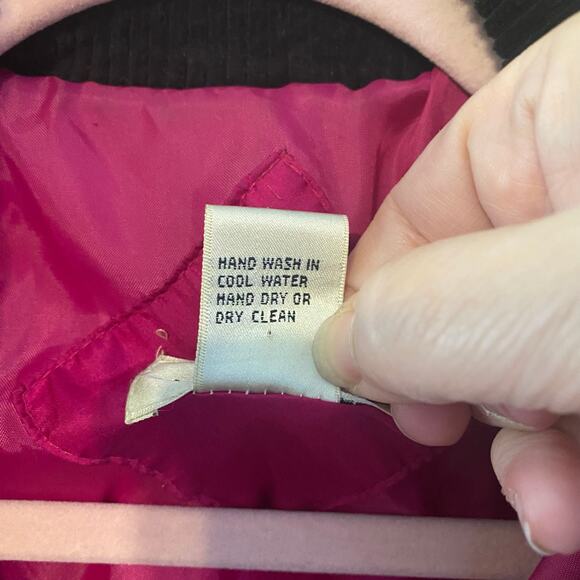 HAND WASH IN
COOL WATER
HAND DRY OR
DRY CLEAN